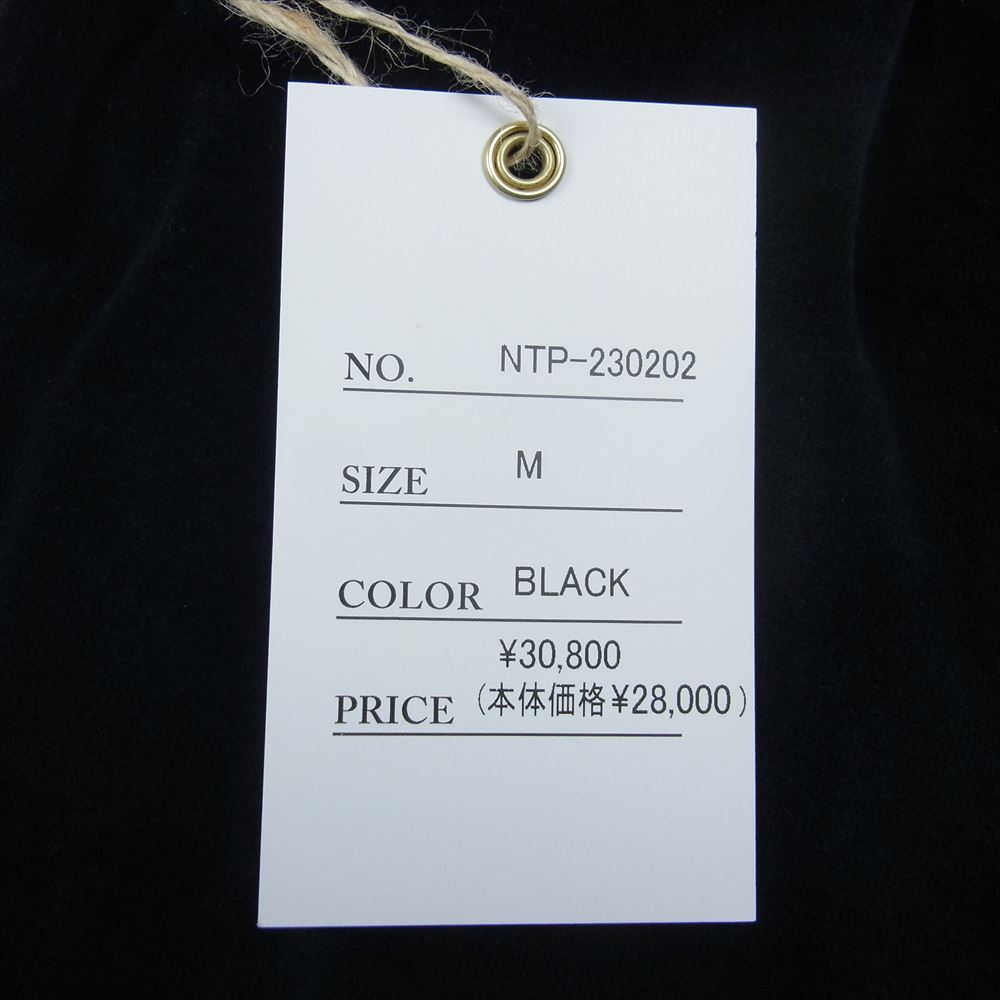 NO. NTP-230202
SIZE M
COLOR BLACK
¥30,800
PRICE (本体価格¥28,000)